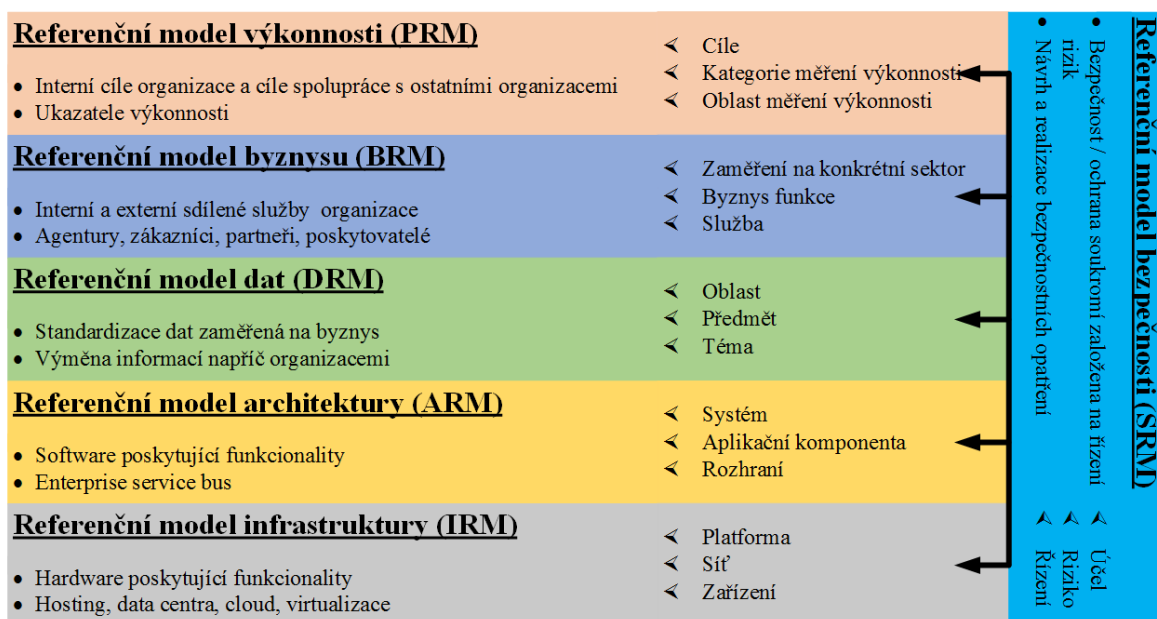 Referenční model výkonnosti (PRM)
• Interní cíle organizace a cíle spolupráce s ostatními organizacemi
• Ukazatele výkonnosti
⮜ Cíle
⮜ Kategorie měření výkonnosti
⮜ Oblast měření výkonnosti
Referenční model byznysu (BRM)
• Interní a externí sdílené služby organizace
• Agentury, zákazníci, partneři, poskytovatelé
⮜ Zaměření na konkrétní sektor
⮜ Byznys funkce
⮜ Služba
Referenční model dat (DRM)
• Standardizace dat zaměřená na byznys
• Výměna informací napříč organizacemi
⮜ Oblast
⮜ Předmět
⮜ Téma
Referenční model architektury (ARM)
• Software poskytující funkcionality
• Enterprise service bus
⮜ Systém
⮜ Aplikační komponenta
⮜ Rozhraní
Referenční model infrastruktury (IRM)
• Hardware poskytující funkcionality
• Hosting, data centra, cloud, virtualizace
⮜ Platforma
⮜ Síť
⮜ Zařízení
Referenční model bezpečnosti (SRM)
• Bezpečnost / ochrana soukromí založena na řízení
rizik
• Návrh a realizace bezpečnostních opatření
⮜ Účel
⮜ Riziko
⮜ Řízení